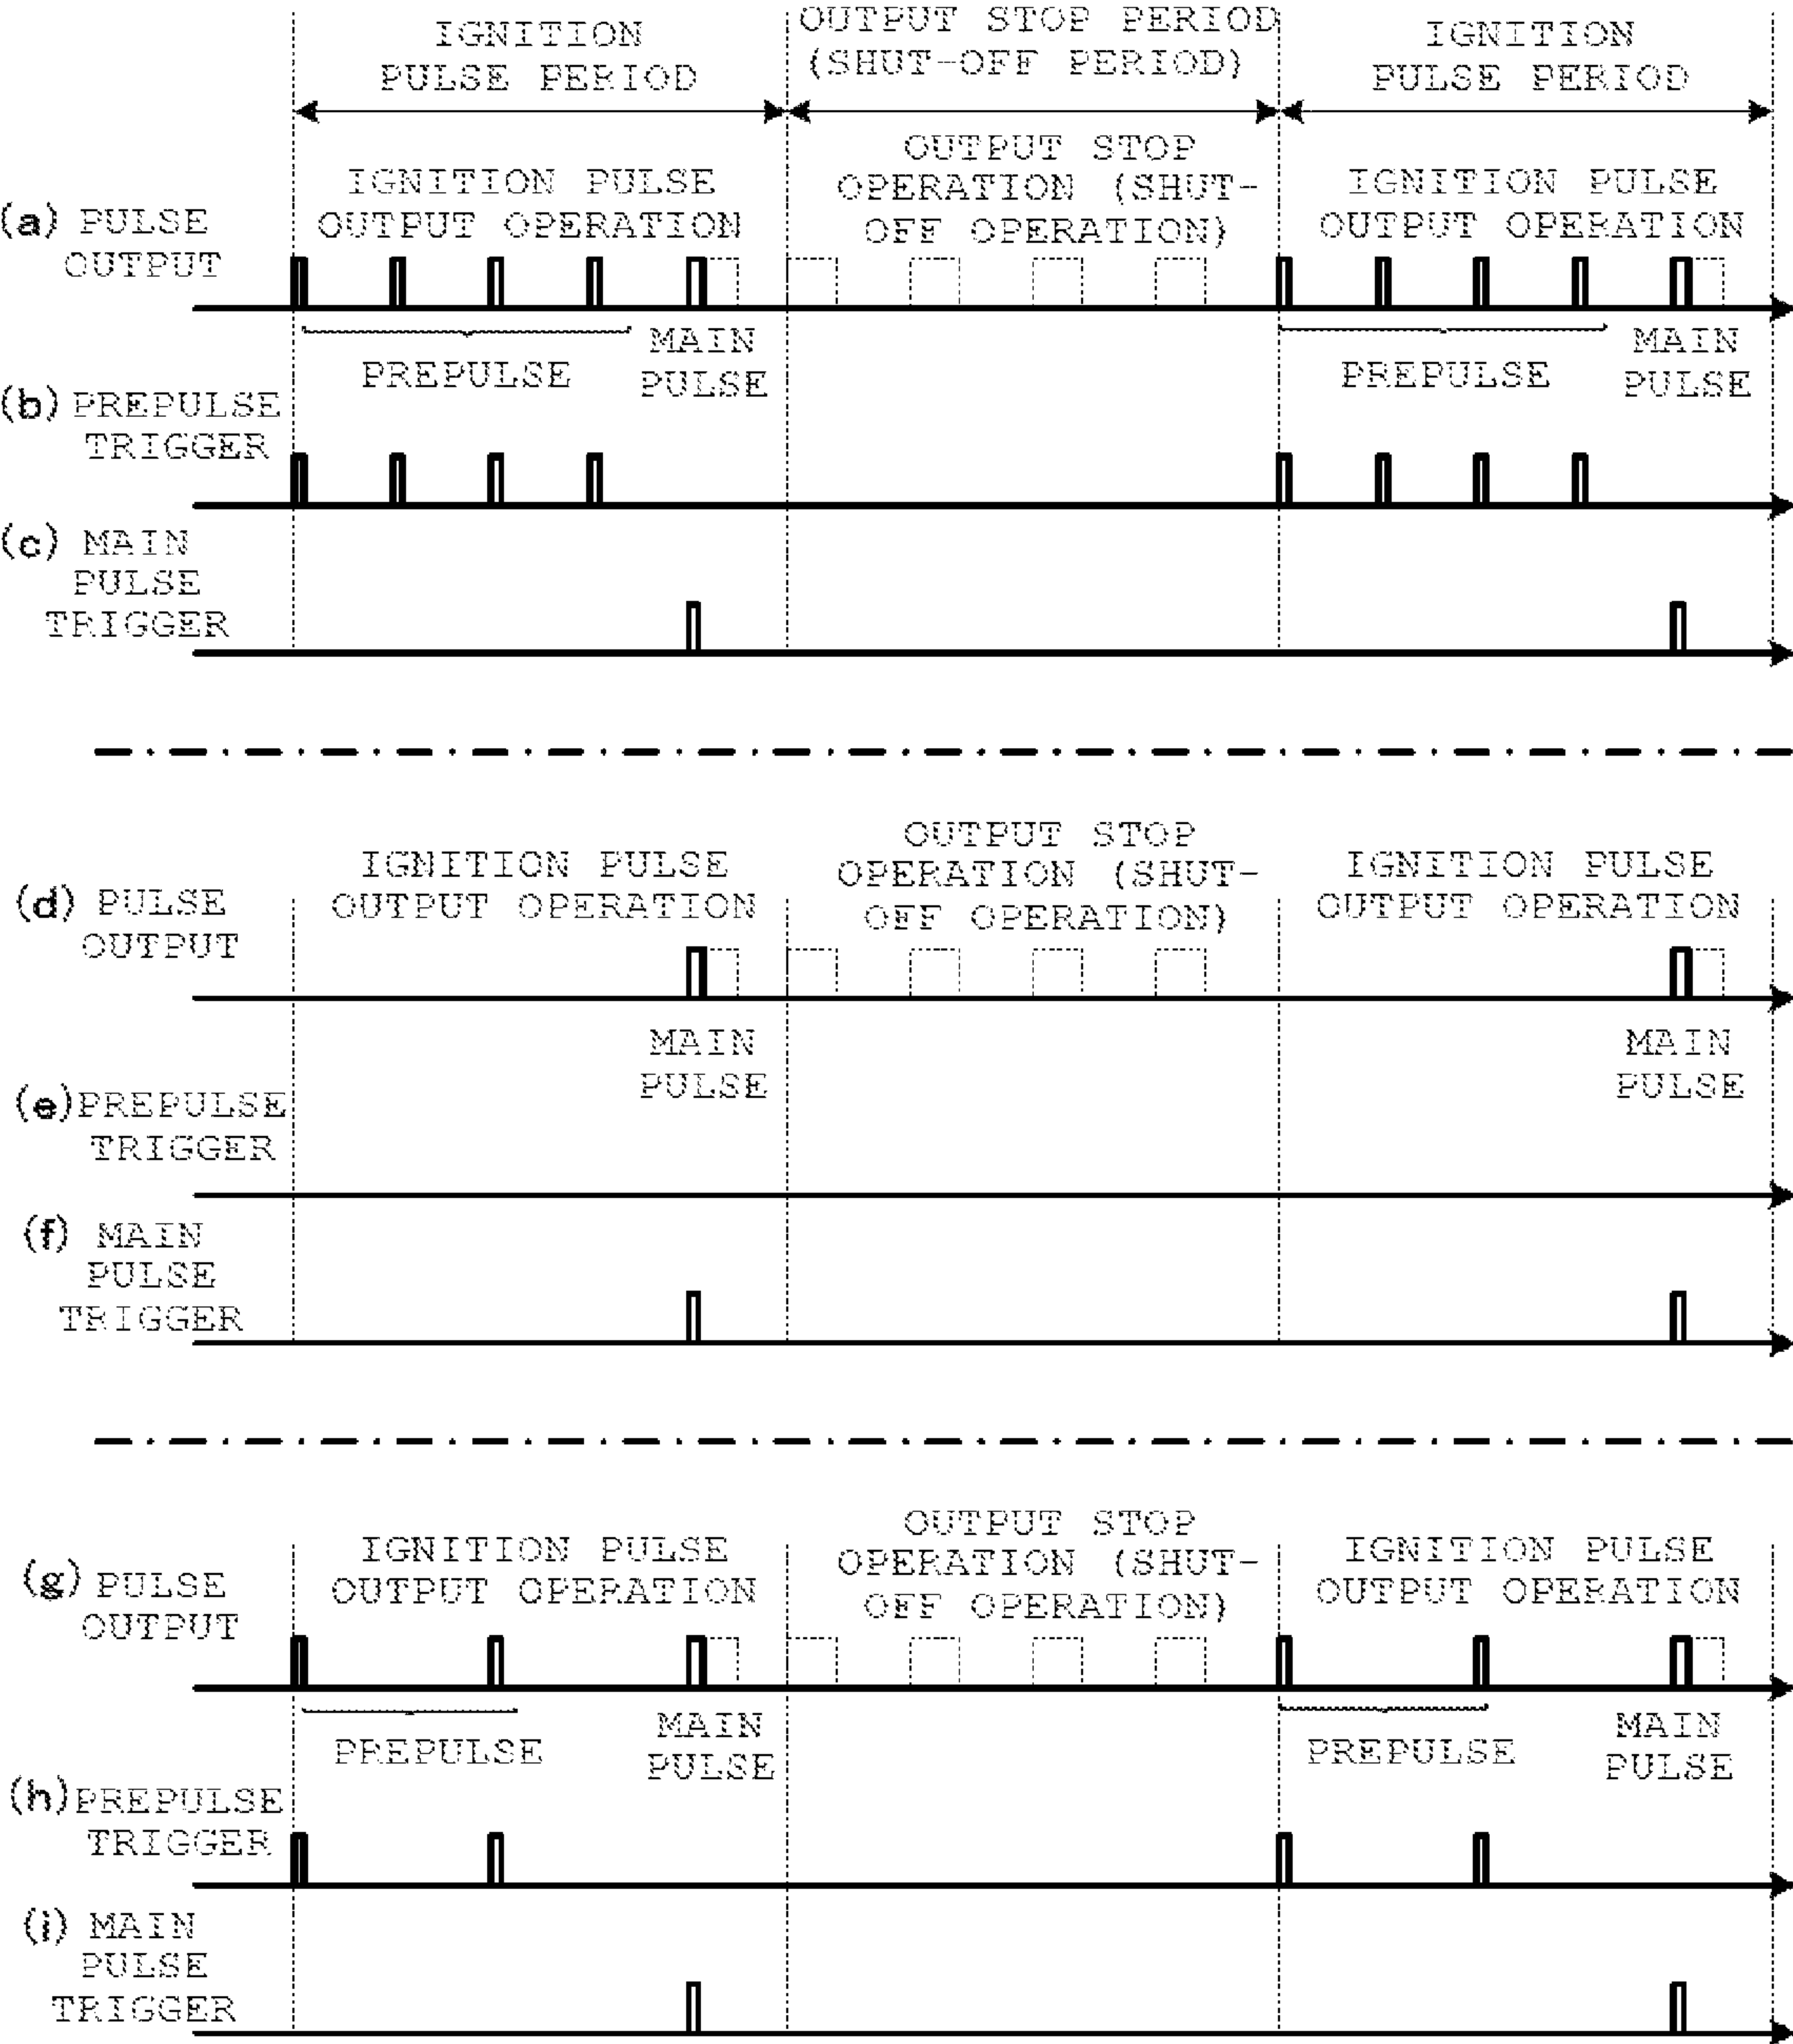 IGNITION
PULSE PERIOD
OUTPUT STOP PERIOD
(SHUT-OFF PERIOD)
IGNITION
PULSE PERIOD
(a) PULSE
OUTPUT
IGNITION PULSE
OUTPUT OPERATION
OUTPUT STOP
OPERATION (SHUT-
OFF OPERATION)
IGNITION PULSE
OUTPUT OPERATION
PREPULSE
MAIN
PULSE
PREPULSE
MAIN
PULSE
(b) PREPULSE
TRIGGER
(c) MAIN
PULSE
TRIGGER
(d) PULSE
OUTPUT
IGNITION PULSE
OUTPUT OPERATION
OUTPUT STOP
OPERATION (SHUT-
OFF OPERATION)
IGNITION PULSE
OUTPUT OPERATION
MAIN
PULSE
MAIN
PULSE
(e)PREPULSE
TRIGGER
(f) MAIN
PULSE
TRIGGER
(g) PULSE
OUTPUT
IGNITION PULSE
OUTPUT OPERATION
OUTPUT STOP
OPERATION (SHUT-
OFF OPERATION)
IGNITION PULSE
OUTPUT OPERATION
PREPULSE
MAIN
PULSE
PREPULSE
MAIN
PULSE
(h)PREPULSE
TRIGGER
(i) MAIN
PULSE
TRIGGER